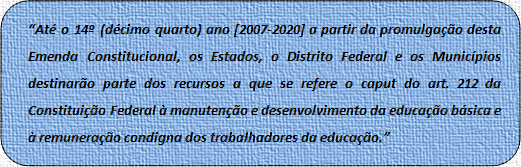 “Até o 14º (décimo quarto) ano [2007-2020] a partir da promulgação desta
Emenda Constitucional, os Estados, o Distrito Federal e os Municípios
destinarão parte dos recursos a que se refere o caput do art. 212 da
Constituição Federal à manutenção e desenvolvimento da educação básica e
à remuneração condigna dos trabalhadores da educação.”